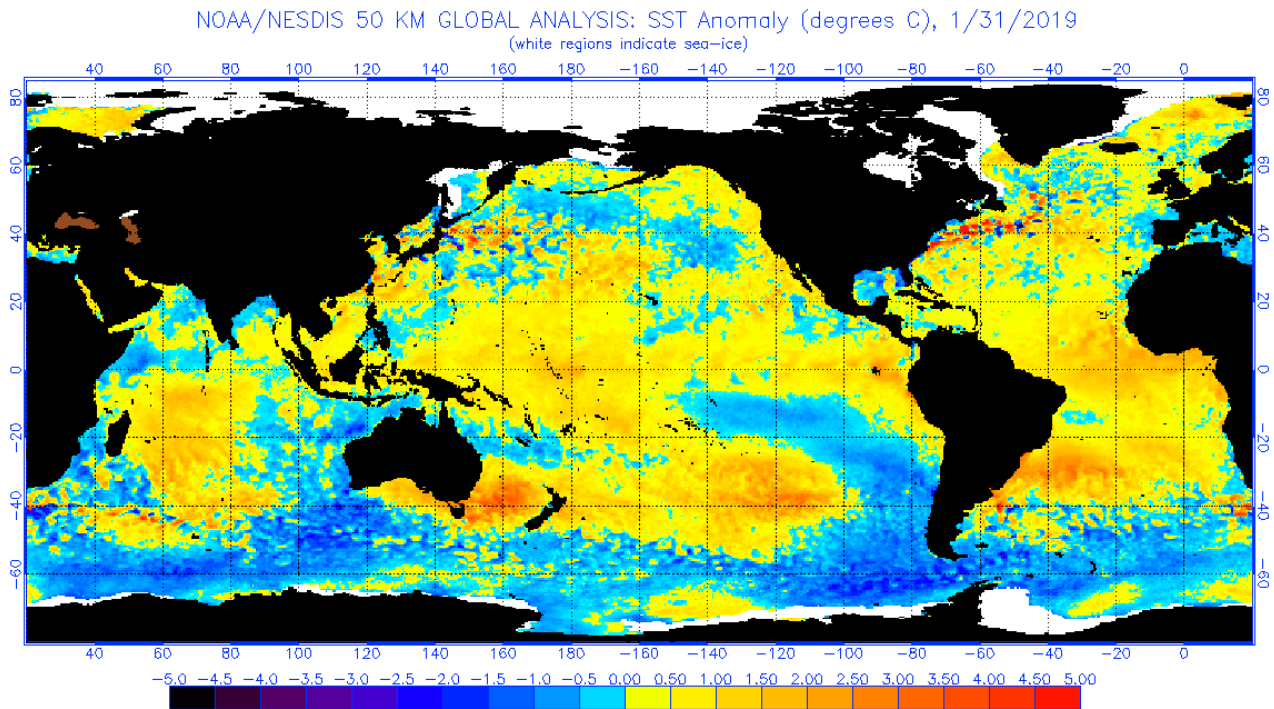 NOAA/NESDIS 50 KM GLOBAL ANALYSIS: SST Anomaly (degrees C), 1/31/2019
(white regions indicate sea-ice)
40 60 80 100 120 140 160 180 -160 -140 -120 -100 -80 -60 -40 -20 0
80 80
60 60
40 40
20 20
0 0
-20 -20
-40 -40
-60 -60
40 60 80 100 120 140 160 180 -160 -140 -120 -100 -80 -60 -40 -20 0
-5.0 -4.5 -4.0 -3.5 -3.0 -2.5 -2.0 -1.5 -1.0 -0.5 0.00 0.50 1.00 1.50 2.00 2.50 3.00 3.50 4.00 4.50 5.00